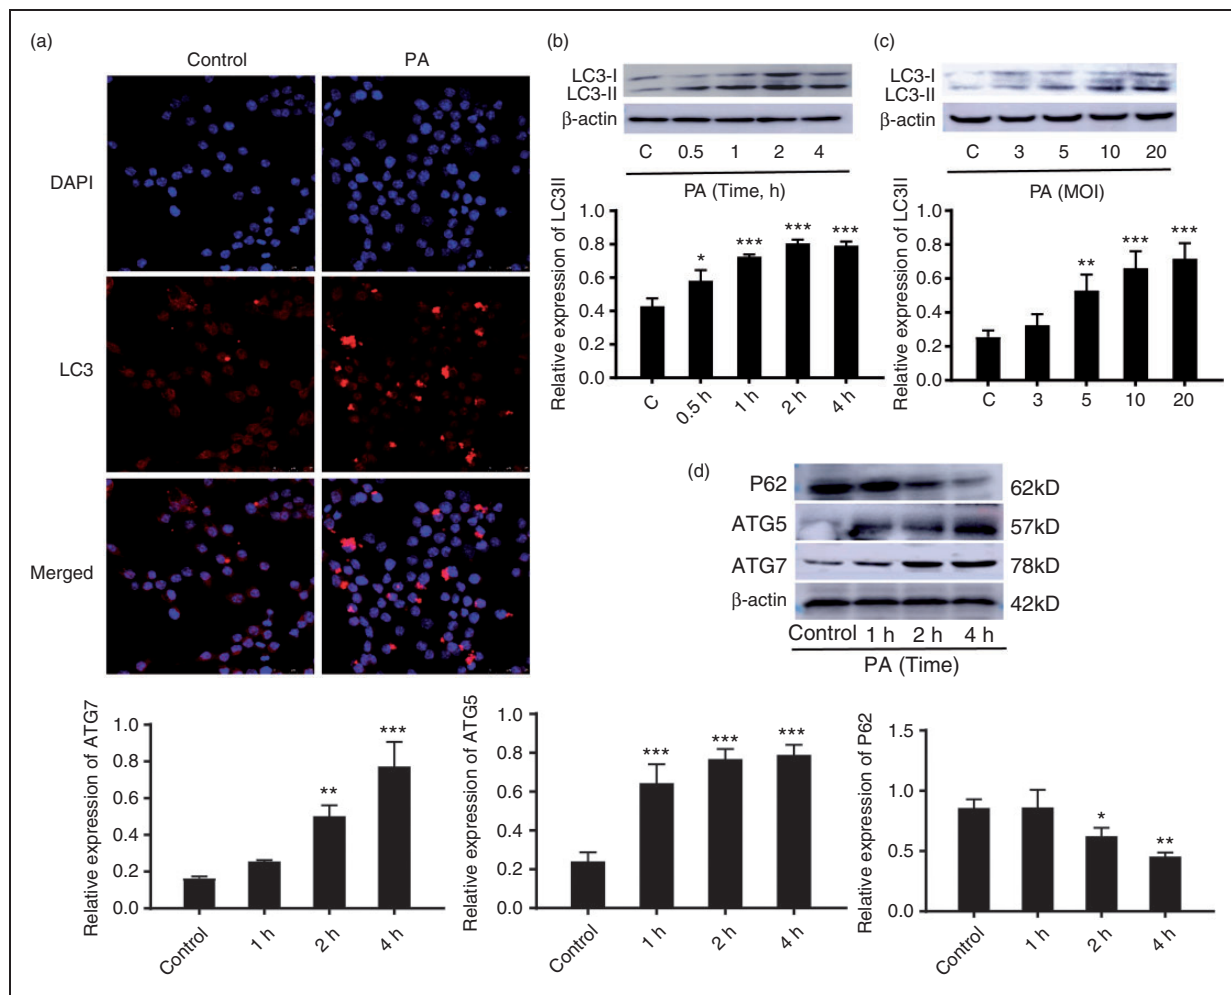 (a)
Control PA
DAPI
LC3
Merged
(b)
LC3-I
LC3-II
β-actin
C 0.5 1 2 4
PA (Time, h)
Relative expression of LC3II
1.0
0.8
0.6
0.4
0.2
0.0
* *** *** ***
C 0.5 h 1 h 2 h 4 h
(c)
LC3-I
LC3-II
β-actin
C 3 5 10 20
PA (MOI)
Relative expression of LC3II
1.0
0.8
0.6
0.4
0.2
0.0
** *** ***
C 3 5 10 20
(d)
P62 62kD
ATG5 57kD
ATG7 78kD
β-actin 42kD
Control 1 h 2 h 4 h
PA (Time)
Relative expression of ATG7
1.0
0.8
0.6
0.4
0.2
0.0
** ***
Control 1 h 2 h 4 h
Relative expression of ATG5
1.0
0.8
0.6
0.4
0.2
0.0
*** *** ***
Control 1 h 2 h 4 h
Relative expression of P62
1.5
1.0
0.5
0.0
* **
Control 1 h 2 h 4 h